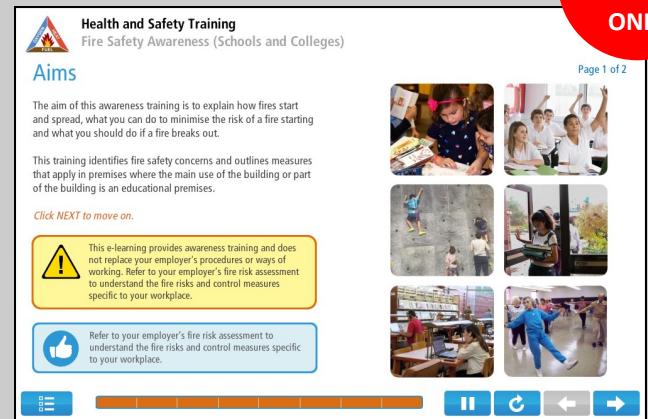 ONL
Health and Safety Training
Fire Safety Awareness (Schools and Colleges)
FUEL
Aims
Page 1 of 2
The aim of this awareness training is to explain how fires start
and spread, what you can do to minimise the risk of a fire starting
and what you should do if a fire breaks out.
This training identifies fire safety concerns and outlines measures
that apply in premises where the main use of the building or part
of the building is an educational premises.
Click NEXT to move on.
This e-learning provides awareness training and does
not replace your employer's procedures or ways of
working. Refer to your employer's fire risk assessment
to understand the fire risks and control measures
specific to your workplace.
Refer to your employer's fire risk assessment to
understand the fire risks and control measures specific
to your workplace.